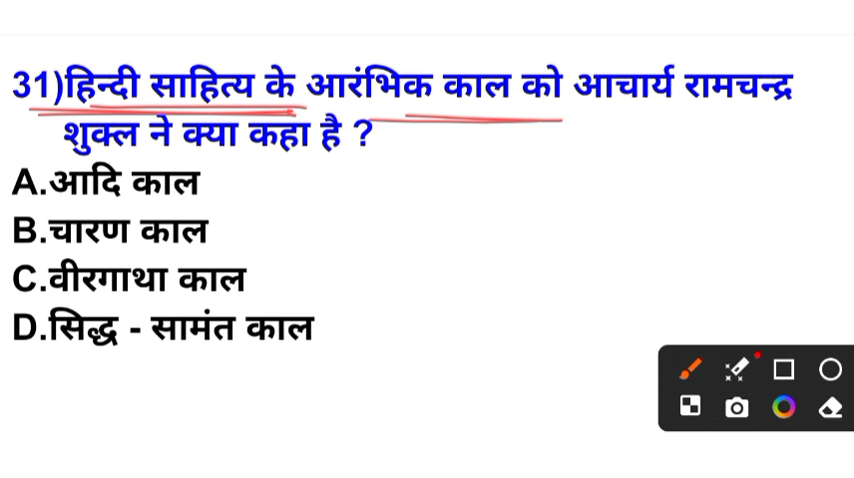 31)हिन्दी साहित्य के आरंभिक काल को आचार्य रामचन्द्र
शुक्ल ने क्या कहा है ?
A.आदि काल
B.चारण काल
C.वीरगाथा काल
D.सिद्ध - सामंत काल